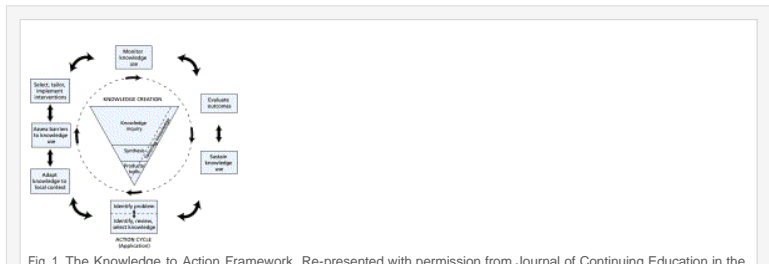 Monitor
knowledge
use
Select, tailor,
implement
interventions
KNOWLEDGE CREATION
Evaluate
outcomes
Knowledge
Inquiry
Assess barriers
to knowledge
use
Synthesis
Products/
tools
Sustain
knowledge
use
Adapt
knowledge to
local context
Identify problem
Identify, review,
select knowledge
ACTION CYCLE
(Application)
Fig. 1. The Knowledge to Action Framework. Re-presented with permission from Journal of Continuing Education in the